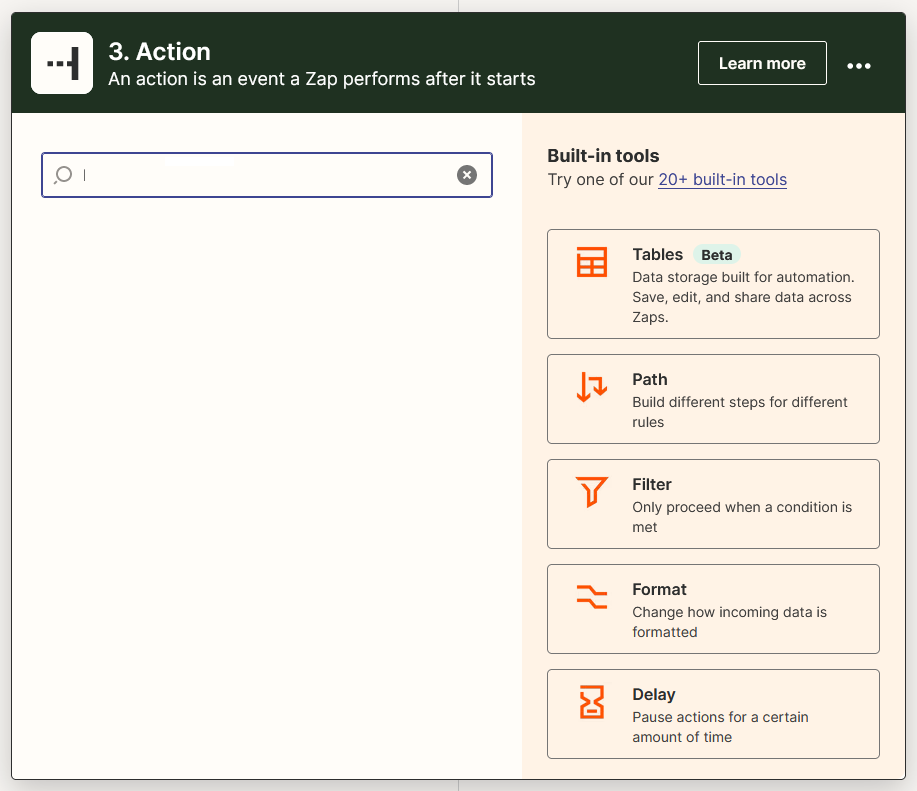 3. Action
An action is an event a Zap performs after it starts
Learn more
Built-in tools
Try one of our 20+ built-in tools
Tables Beta
Data storage built for automation.
Save, edit, and share data across
Zaps.
Path
Build different steps for different
rules
Filter
Only proceed when a condition is
met
Format
Change how incoming data is
formatted
Delay
Pause actions for a certain
amount of time